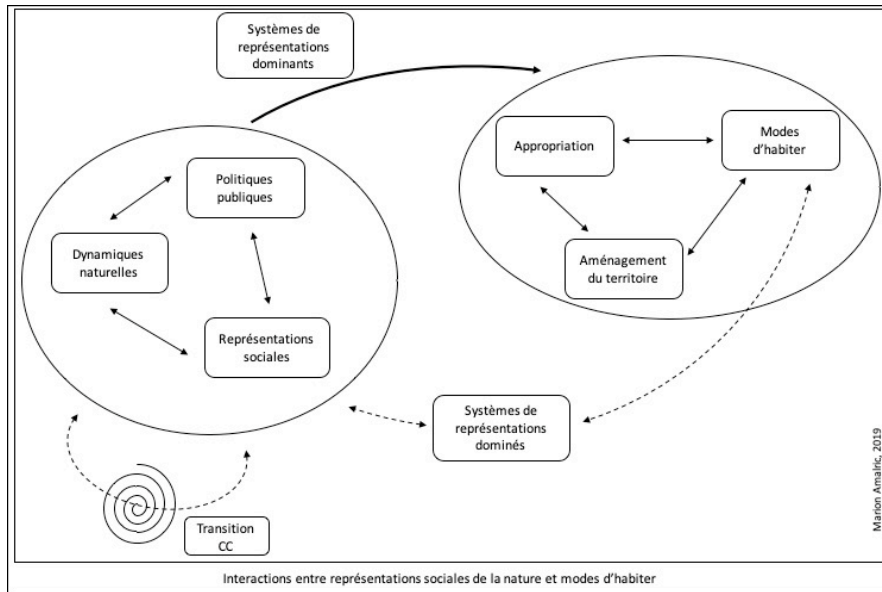 Systèmes de
représentations
dominants
Appropriation
Modes
d'habiter
Politiques
publiques
Dynamiques
naturelles
Aménagement
du territoire
Représentations
sociales
Systèmes de
représentations
dominés
Transition
CC
Marion Amalric, 2019
Interactions entre représentations sociales de la nature et modes d'habiter